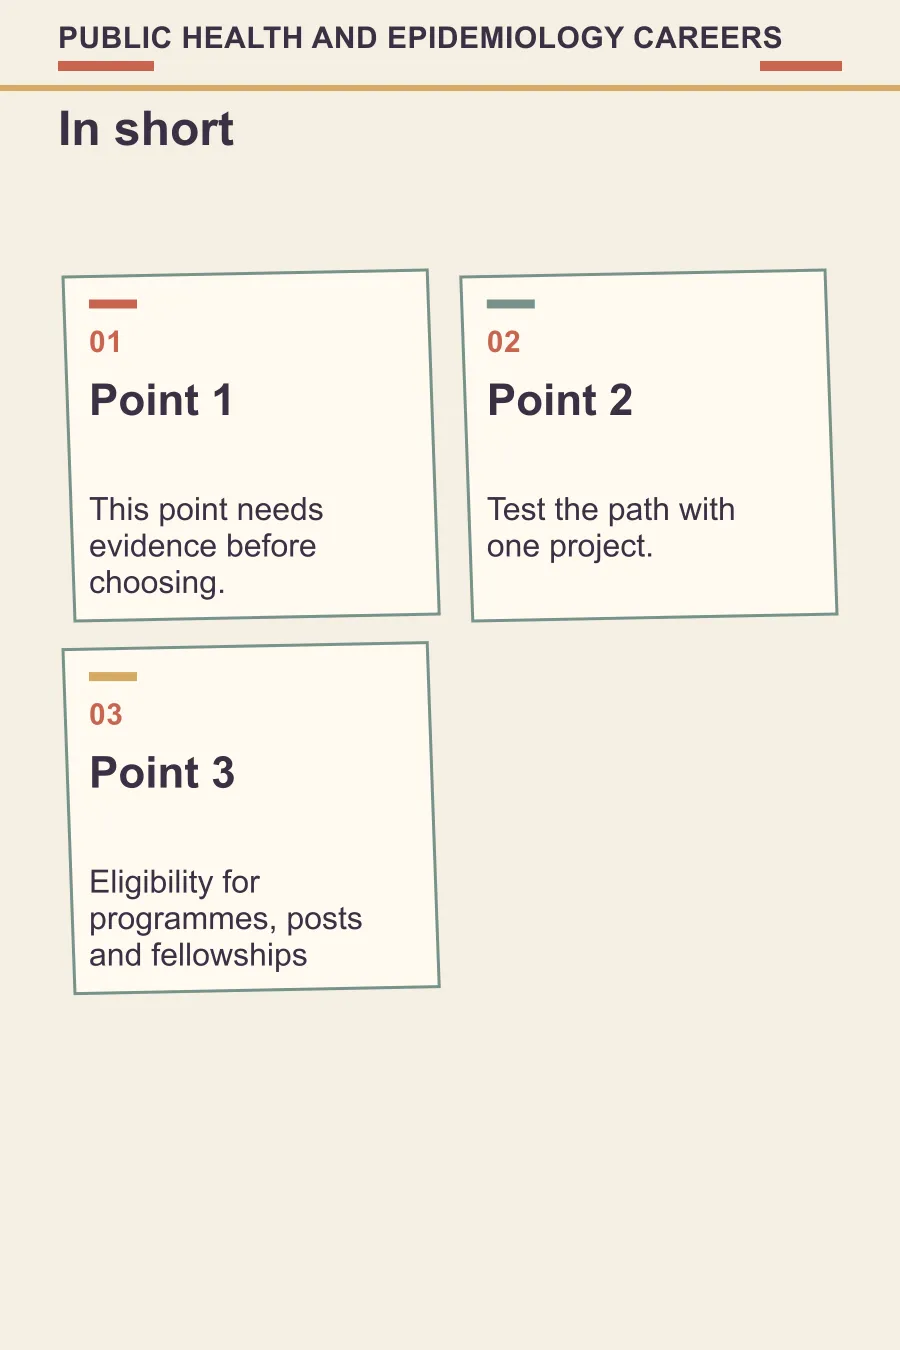 PUBLIC HEALTH AND EPIDEMIOLOGY CAREERS
In short
01
Point 1
This point needs
evidence before
choosing.
02
Point 2
Test the path with
one project.
03
Point 3
Eligibility for
programmes, posts
and fellowships